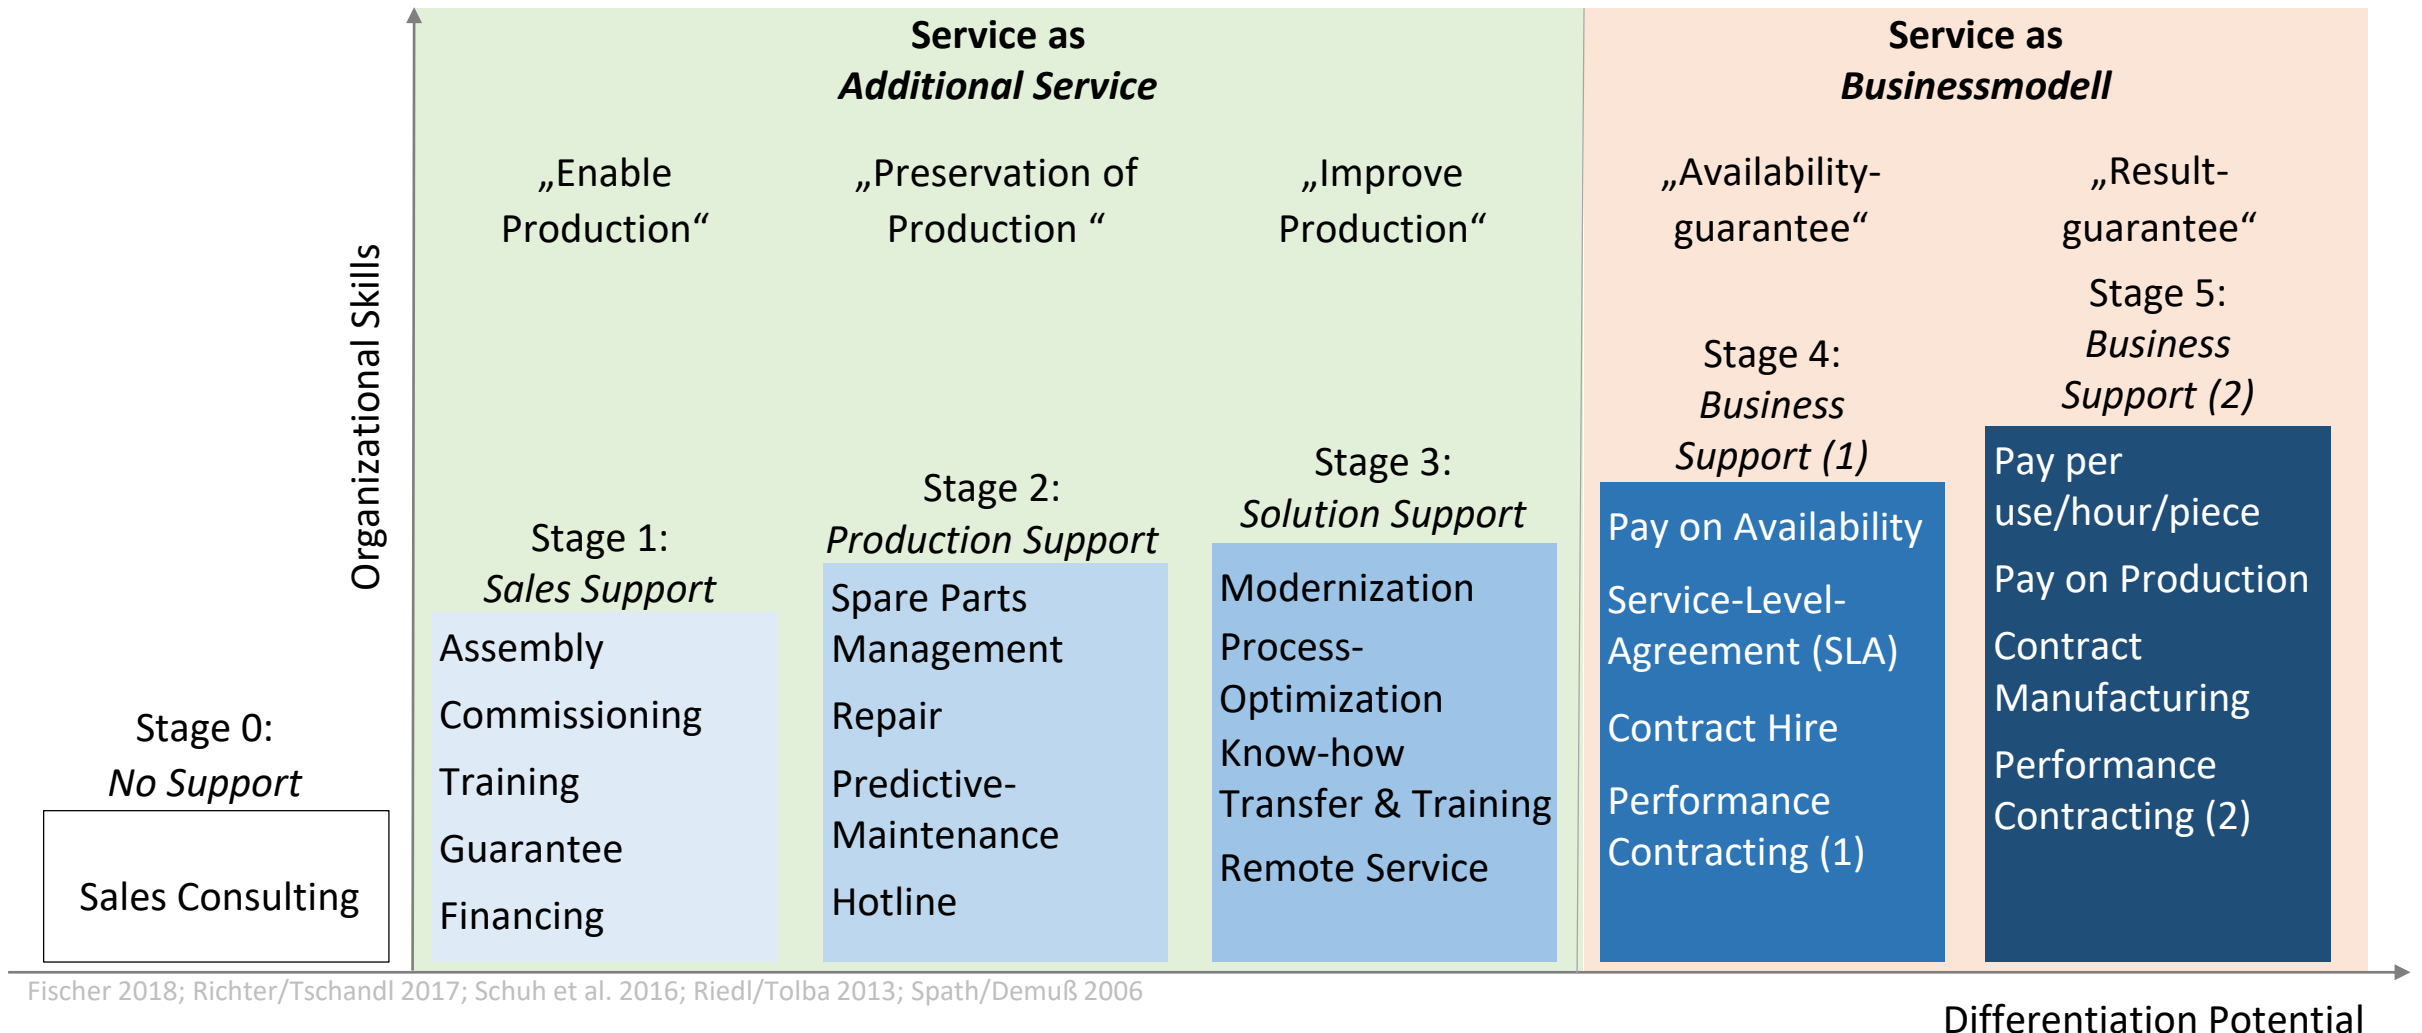 Service as
Additional Service
Service as
Businessmodell
„Enable
Production“
„Preservation of
Production “
„Improve
Production“
„Availability-
guarantee“
„Result-
guarantee“
Organizational Skills
Stage 0:
No Support
Sales Consulting
Stage 1:
Sales Support
Assembly
Commissioning
Training
Guarantee
Financing
Stage 2:
Production Support
Spare Parts
Management
Repair
Predictive-
Maintenance
Hotline
Stage 3:
Solution Support
Modernization
Process-
Optimization
Know-how
Transfer & Training
Remote Service
Stage 4:
Business
Support (1)
Pay on Availability
Service-Level-
Agreement (SLA)
Contract Hire
Performance
Contracting (1)
Stage 5:
Business
Support (2)
Pay per
use/hour/piece
Pay on Production
Contract
Manufacturing
Performance
Contracting (2)
Fischer 2018; Richter/Tschandl 2017; Schuh et al. 2016; Riedl/Tolba 2013; Spath/Demuß 2006
Differentiation Potential